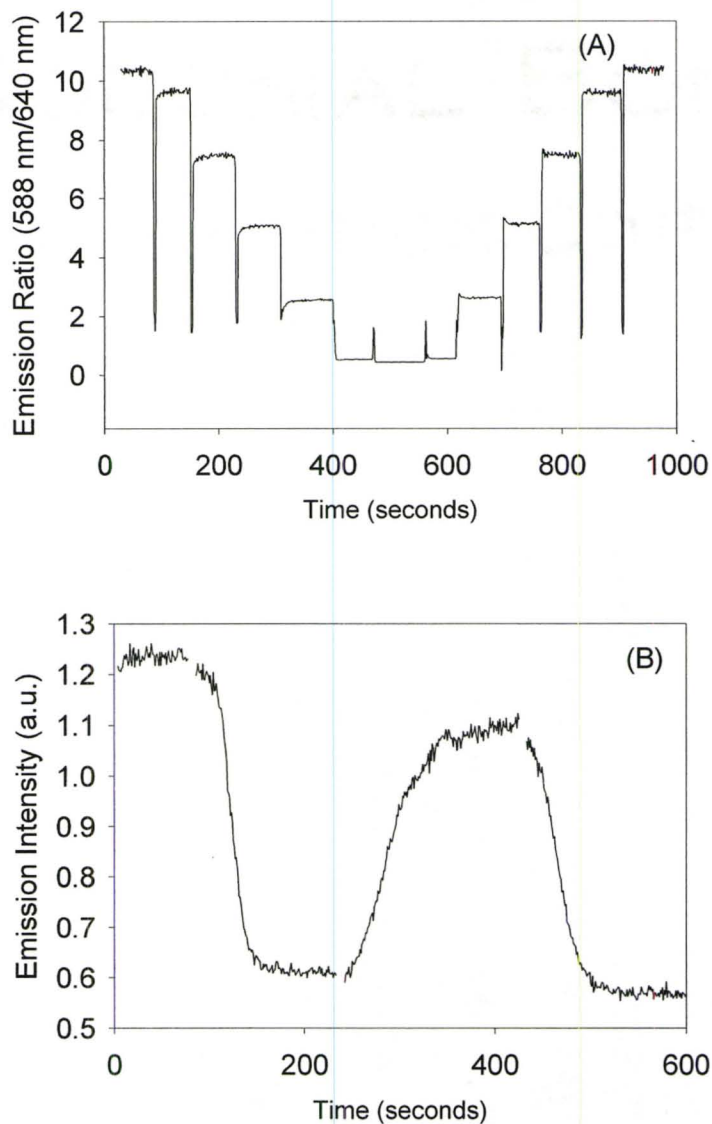 12
10
8
6
4
2
0
(A)
Emission Ratio (588 nm/640 nm)
0 200 400 600 800 1000
Time (seconds)
1.3
1.2
1.1
1.0
0.9
0.8
0.7
0.6
0.5
(B)
Emission Intensity (a.u.)
0 200 400 600
Time (seconds)